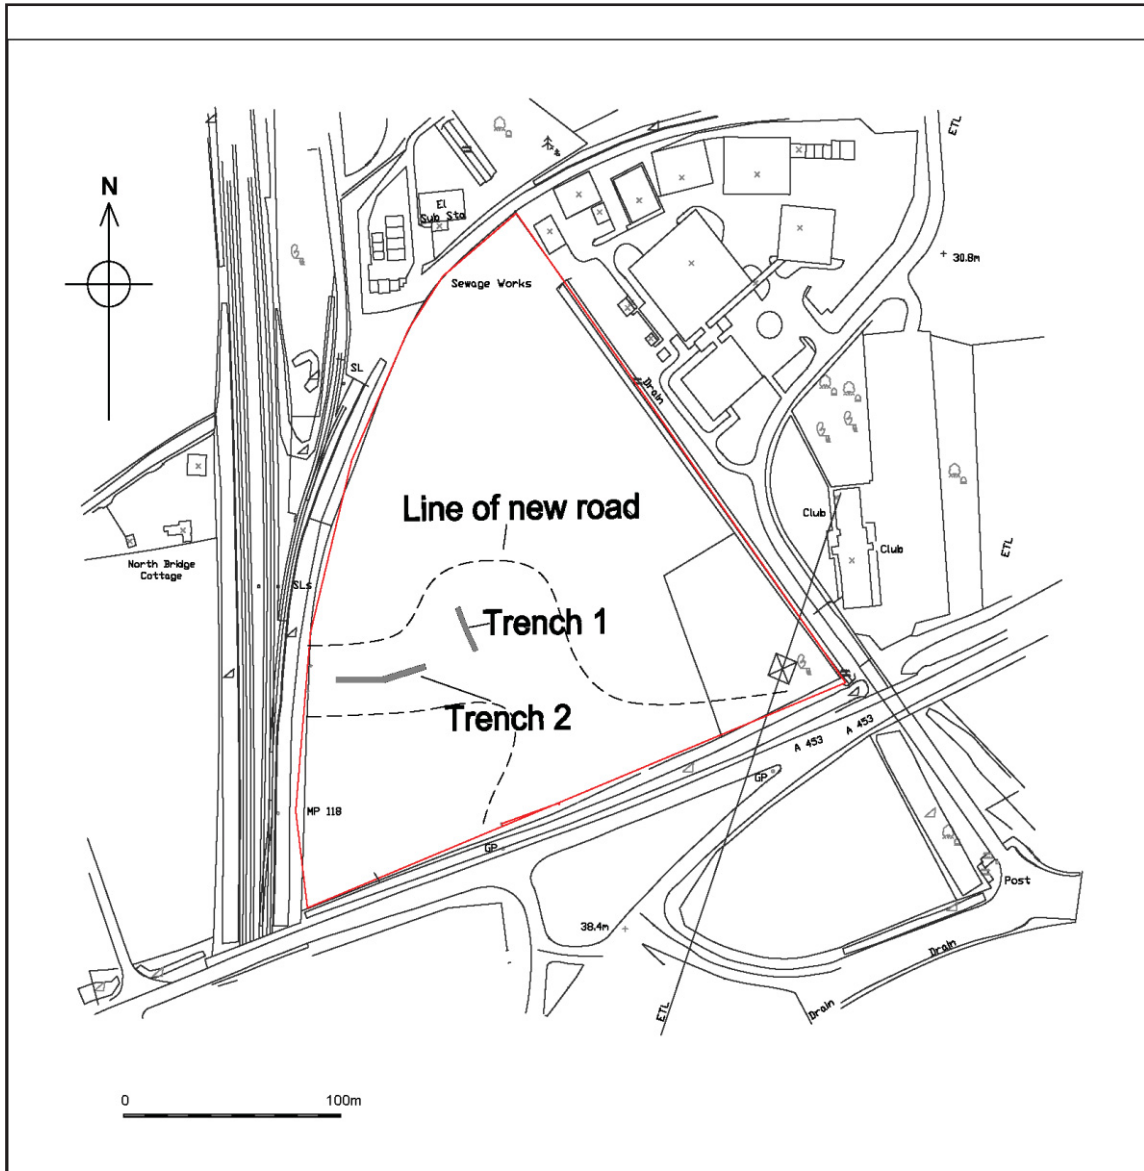 N
ETL
El
Sub Sta
30.8m
Sewage Works
SL
Drain
Line of new road
Club
Club
ETL
North Bridge
Cottage
SLs
Trench 1
Trench 2
A 453
A 453
GP
MP 118
GP
Post
38.4m
Drain
ETL
Drain
0
100m